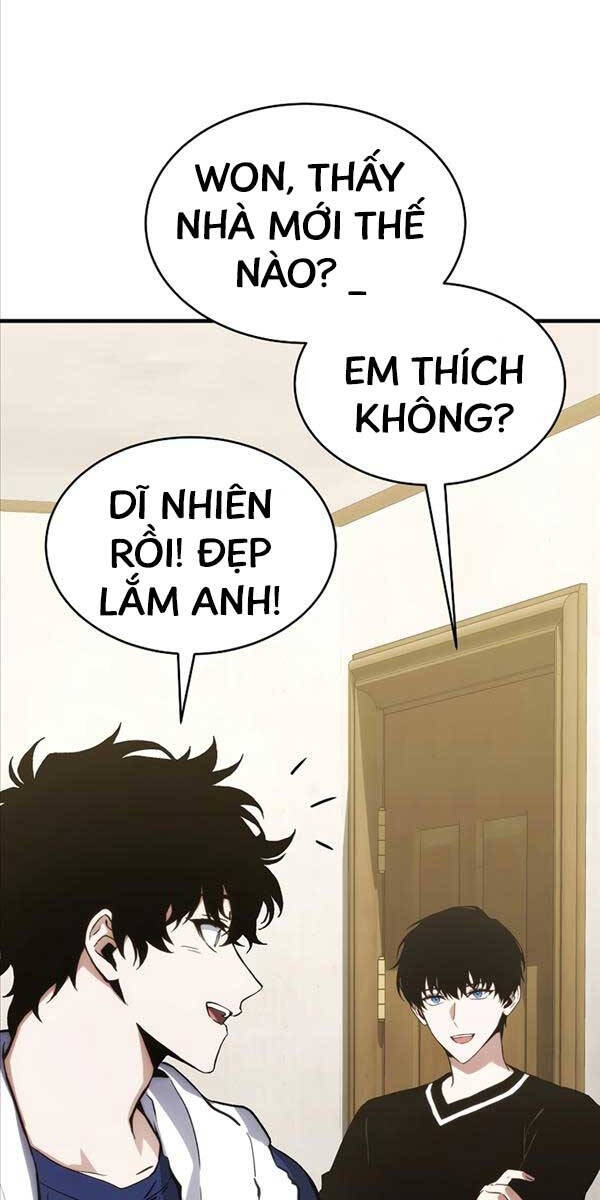 WON, THẤY
NHÀ MỚI THẾ
NÀO? _
EM THÍCH
KHÔNG?
DĨ NHIÊN
RỒI! ĐẸP
LẮM ANH!